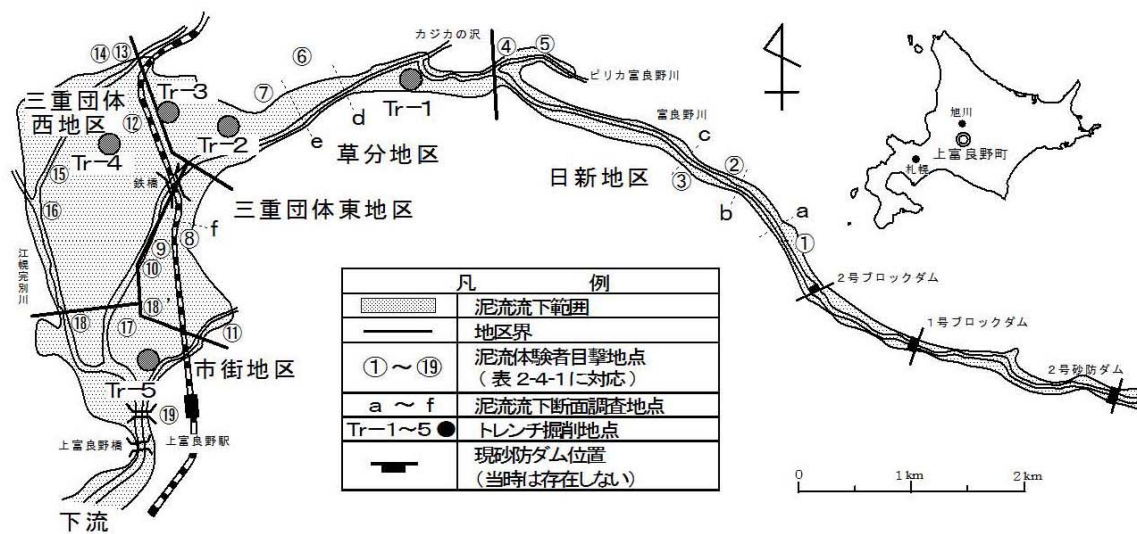 カジカの沢
⑭ ⑬
⑥
④ ⑤
ピリカ富良野川
⑦
三重団体
西地区
Tr-3
Tr-1
d
富良野川
旭川
上富良野町
札幌
⑫
Tr-4
Tr-2
e
草分地区
c
②
日新地区
③
⑮
鉄橋
b
a
⑯
三重団体東地区
f
⑨ ⑧
①
江幌完別川
⑩
2号ブロックダム
⑱'
⑱ ⑰
⑪
1号ブロックダム
市街地区
2号砂防ダム
Tr-5
⑲
上富良野橋
上富良野駅
下流
凡 例
泥流流下範囲
地区界
①～⑲ 泥流体験者目撃地点
(表2-4-1に対応)
a ～ f 泥流流下断面調査地点
Tr-1～5 トレンチ掘削地点
現砂防ダム位置
(当時は存在しない)
0 1km 2km